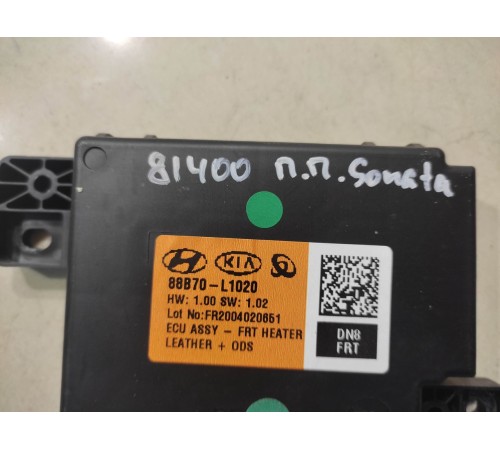 81400 П.П. Sonata
KIA
88B70-L1020
HW: 1.00 SW: 1.02
Lot No:FR2004020651
ECU ASSY - FRT HEATER
LEATHER + ODS
DN8
FRT